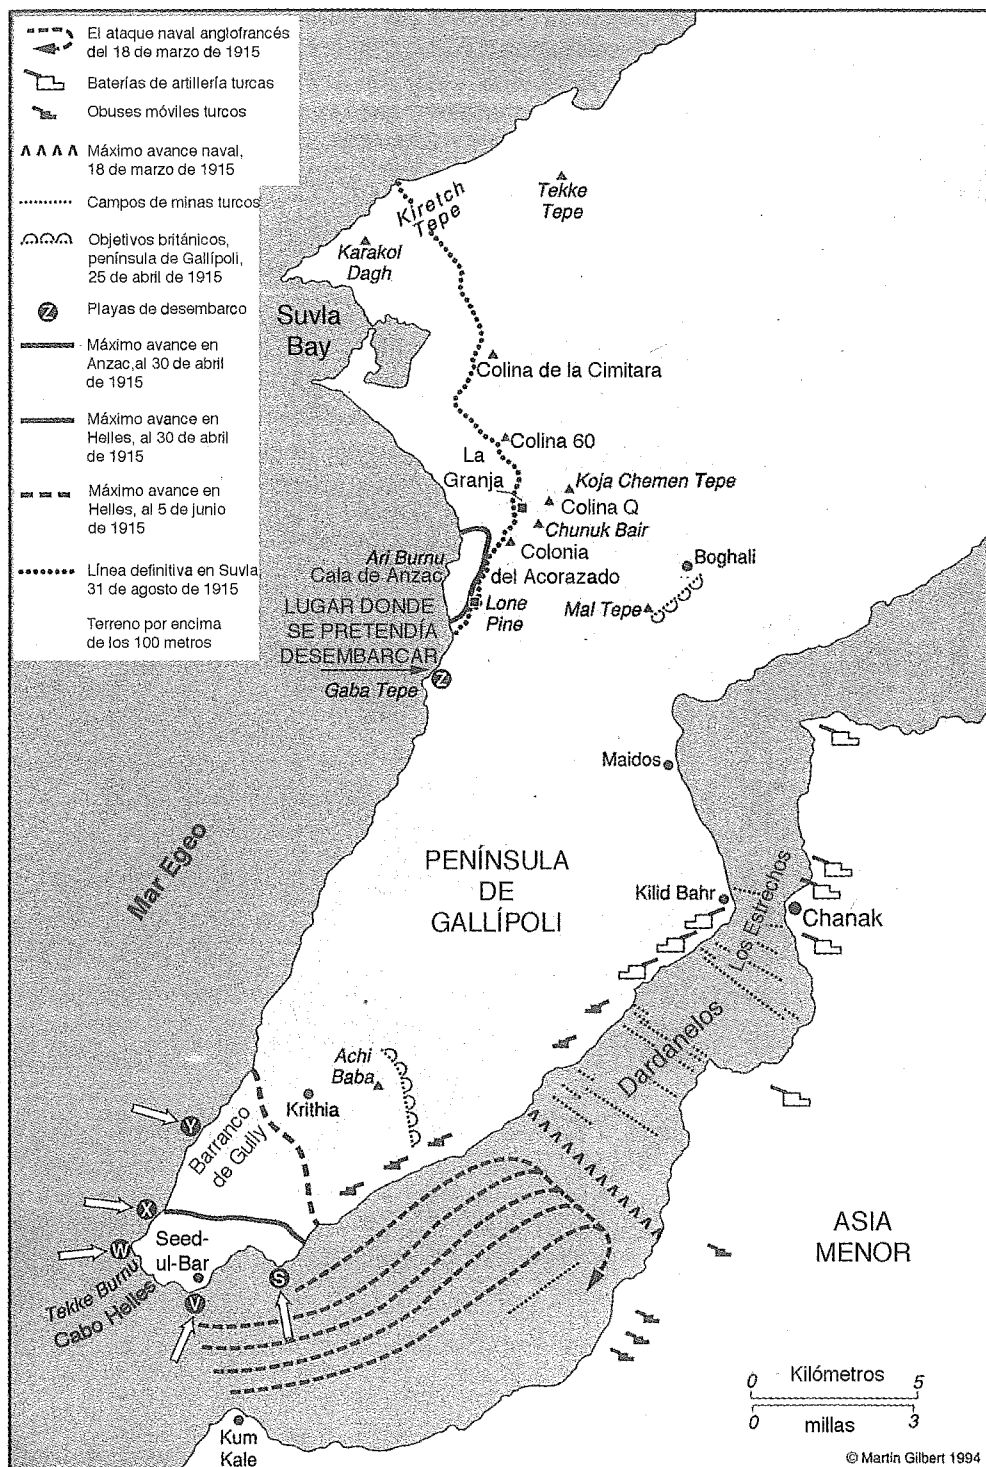 El ataque naval anglofrancés
del 18 de marzo de 1915
Baterías de artillería turcas
Obuses móviles turcos
Máximo avance naval,
18 de marzo de 1915
Campos de minas turcos
Objetivos británicos,
península de Gallípoli,
25 de abril de 1915
Z
Playas de desembarco
Máximo avance en
Anzac, al 30 de abril
de 1915
Máximo avance en
Helles, al 30 de abril
de 1915
Máximo avance en
Helles, al 5 de junio
de 1915
Línea definitiva en Suvla
31 de agosto de 1915
Terreno por encima
de los 100 metros
Kiretch
Tepe
Tekke
Tepe
Karakol
Dagh
Suvla
Bay
Colina de la Cimitara
Colina 60
La
Granja
Koja Chemen Tepe
Colina Q
Chunuk Bair
Ari Burnu
Cala de Anzac
Colonia
del Acorazado
Boghali
Mal Tepe
Lone
Pine
LUGAR DONDE
SE PRETENDÍA
DESEMBARCAR
Z
Gaba Tepe
Maidos
Mar Egeo
PENÍNSULA
DE
GALLÍPOLI
Kilid Bahr
Los Estrechos
Chanak
Dardanelos
Achi
Baba
Krithia
Barranco
de Gully
Y
X
W
Seed-
ul-Bar
V
S
Tekke Burnu
Cabo Helles
ASIA
MENOR
Kum
Kale
0 Kilómetros 5
0 millas 3
© Martin Gilbert 1994